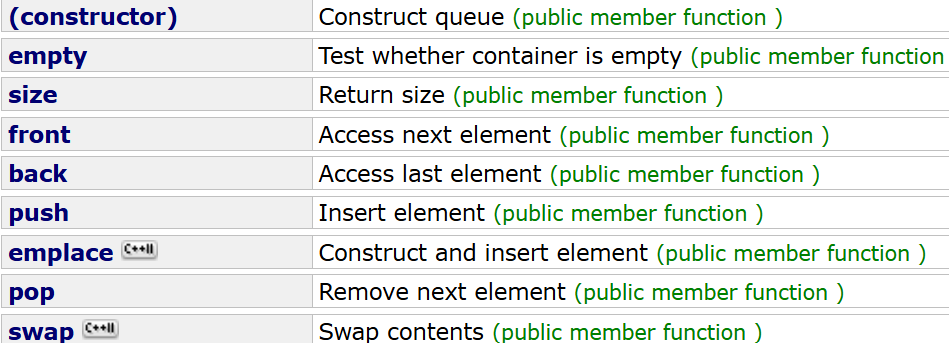 (constructor) Construct queue (public member function )
empty Test whether container is empty (public member function
size Return size (public member function )
front Access next element (public member function )
back Access last element (public member function )
push Insert element (public member function )
emplace C++11 Construct and insert element (public member function )
pop Remove next element (public member function )
swap C++11 Swap contents (public member function )